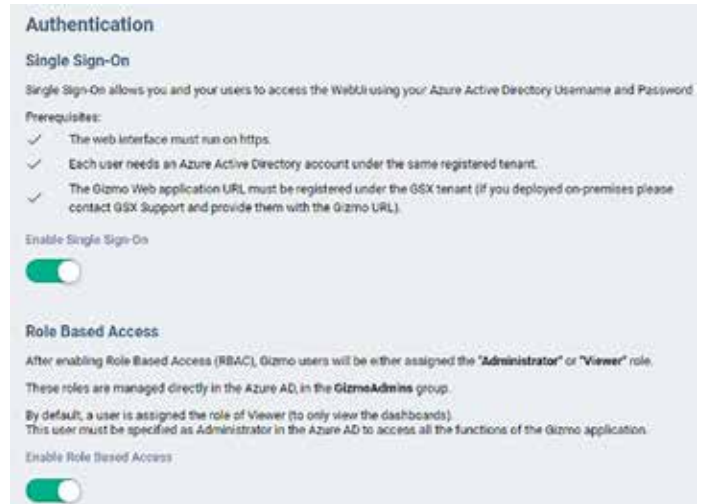 Authentication
Single Sign-On
Single Sign-On allows you and your users to access the WebUi using your Azure Active Directory Username and Password
Prerequisites:
The web interface must run on https.
Each user needs an Azure Active Directory account under the same registered tenant.
The Gizmo Web application URL must be registered under the GSX tenant (if you deployed on-premises please
contact GSX Support and provide them with the Gizmo URL).
Enable Single Sign-On
Role Based Access
After enabling Role Based Access (RBAC), Gizmo users will be either assigned the "Administrator" or "Viewer" role.
These roles are managed directly in the Azure AD, in the GizmoAdmins group.
By default, a user is assigned the role of Viewer (to only view the dashboards).
This user must be specified as Administrator in the Azure AD to access all the functions of the Gizmo application.
Enable Role Based Access